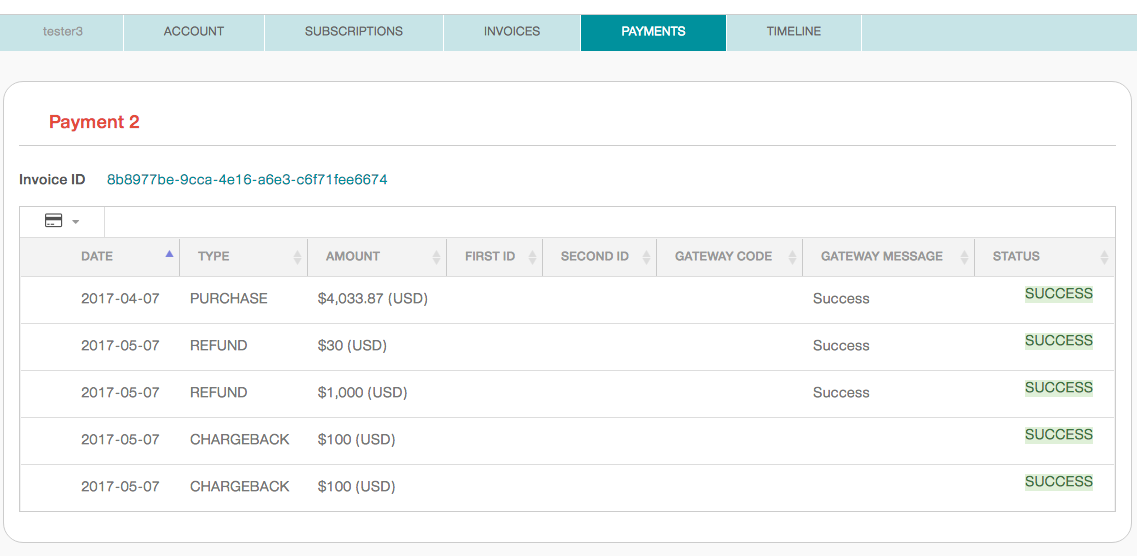 tester3 ACCOUNT SUBSCRIPTIONS INVOICES PAYMENTS TIMELINE
Payment 2
Invoice ID 8b8977be-9cca-4e16-a6e3-c6f71fee6674
DATE TYPE AMOUNT FIRST ID SECOND ID GATEWAY CODE GATEWAY MESSAGE STATUS
2017-04-07 PURCHASE $4,033.87 (USD) Success SUCCESS
2017-05-07 REFUND $30 (USD) Success SUCCESS
2017-05-07 REFUND $1,000 (USD) Success SUCCESS
2017-05-07 CHARGEBACK $100 (USD) SUCCESS
2017-05-07 CHARGEBACK $100 (USD) SUCCESS